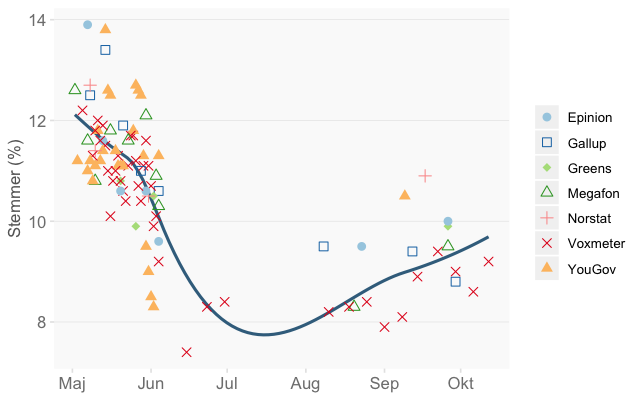 Stemmer (%)
14
12
10
8
Maj Jun Jul Aug Sep Okt
Epinion
Gallup
Greens
Megafon
Norstat
Voxmeter
YouGov